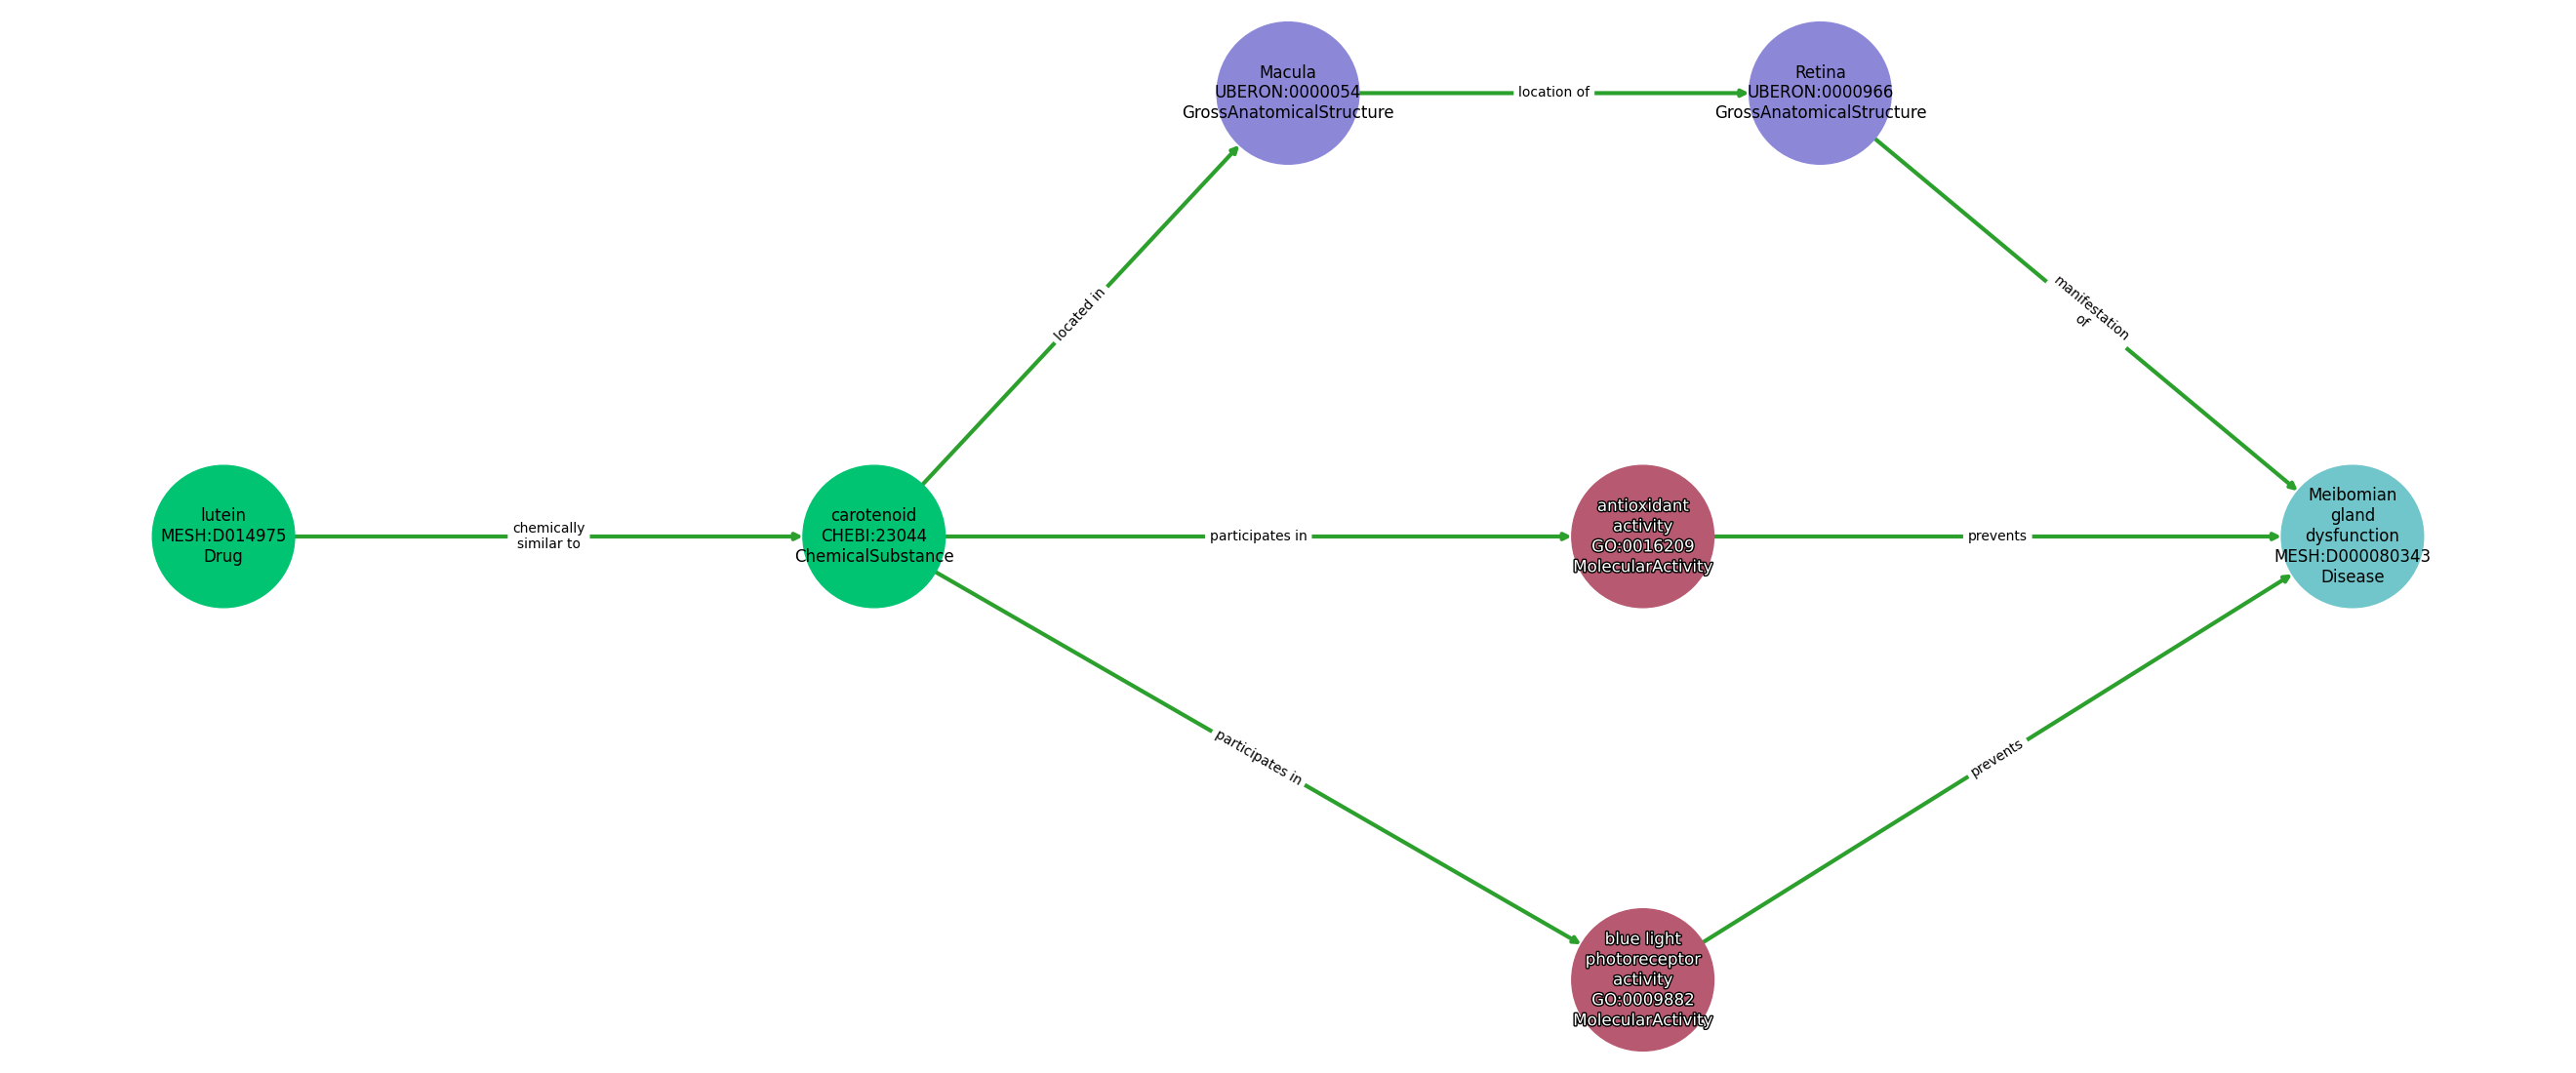 Macula
UBERON:0000054
GrossAnatomicalStructure
location of
Retina
UBERON:0000966
GrossAnatomicalStructure
located in
manifestation
of
lutein
MESH:D014975
Drug
chemically
similar to
carotenoid
CHEBI:23044
ChemicalSubstance
participates in
antioxidant
activity
GO:0016209
MolecularActivity
prevents
Meibomian
gland
dysfunction
MESH:D000080343
Disease
participates in
prevents
blue light
photoreceptor
activity
GO:0009882
MolecularActivity